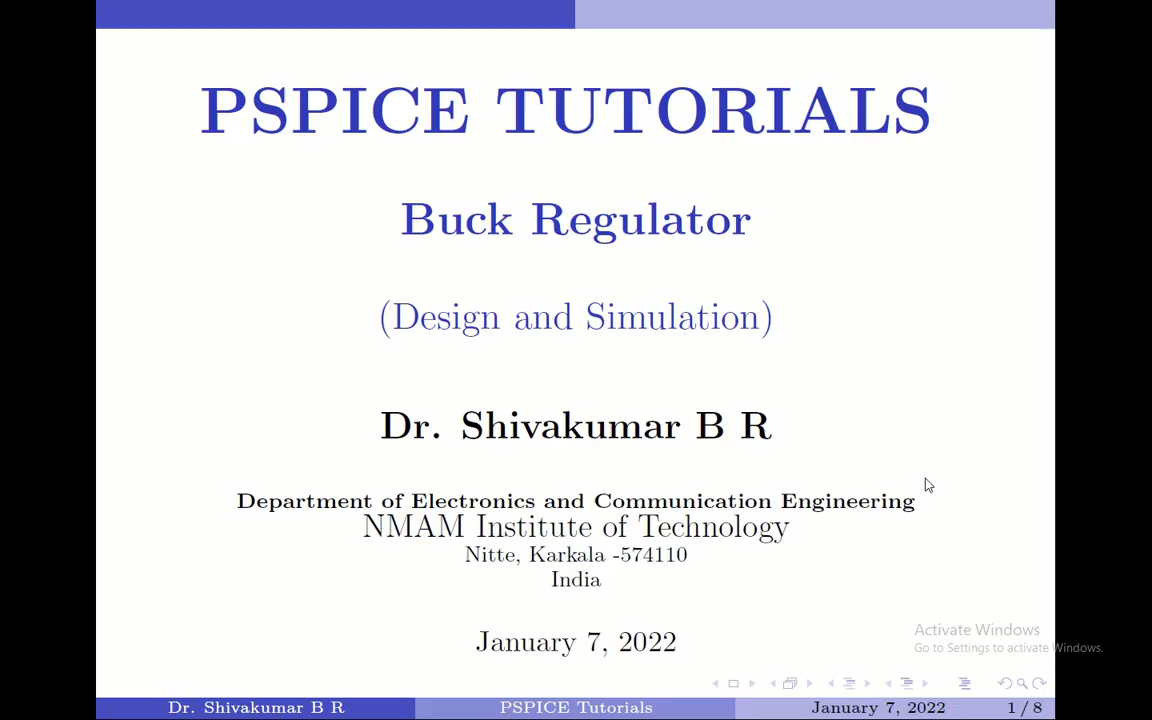 PSPICE TUTORIALS
Buck Regulator
(Design and Simulation)
Dr. Shivakumar B R
Department of Electronics and Communication Engineering
NMAM Institute of Technology
Nitte, Karkala -574110
India
January 7, 2022
Activate Windows
Go to Settings to activate Windows.
Dr. Shivakumar B R PSPICE Tutorials January 7, 2022 1 / 8